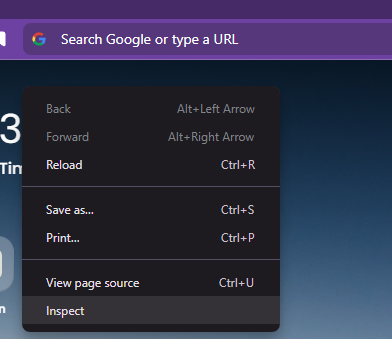 Search Google or type a URL
3
Tim
Back Alt+Left Arrow
Forward Alt+Right Arrow
Reload Ctrl+R
Save as... Ctrl+S
Print... Ctrl+P
View page source Ctrl+U
Inspect
n